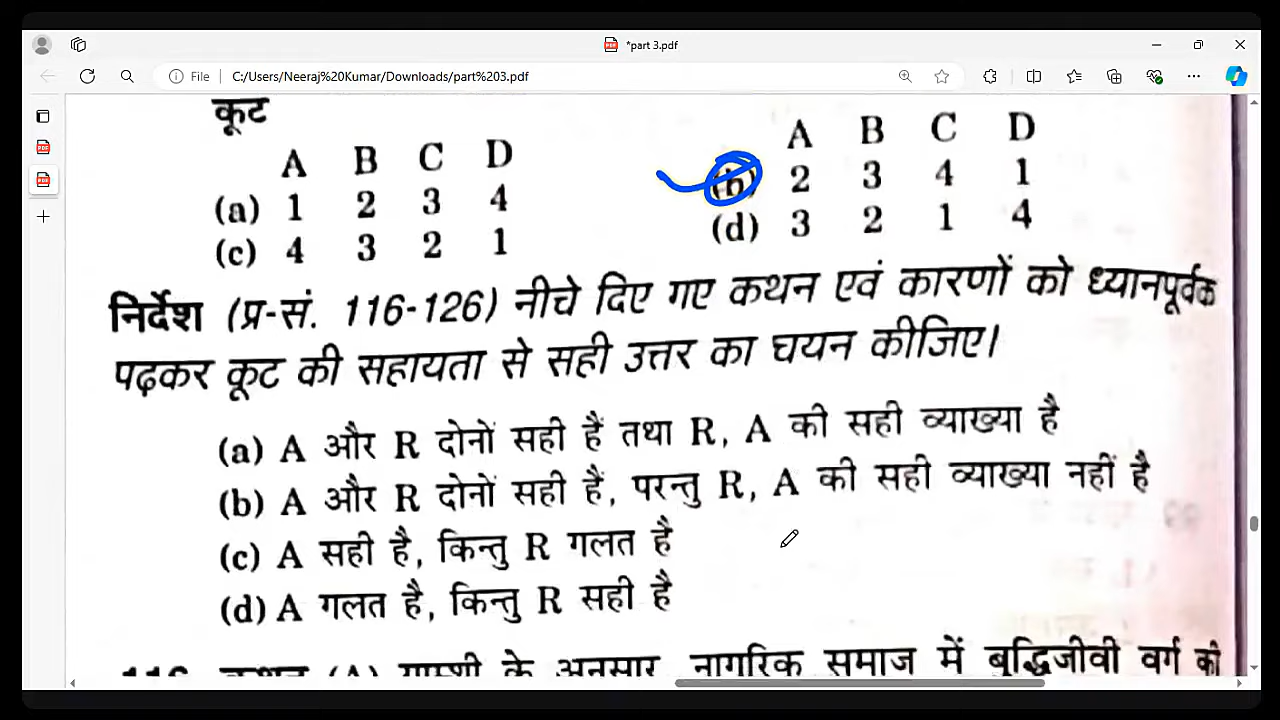 *part 3.pdf
File C:/Users/Neeraj%20Kumar/Downloads/part%203.pdf
कूट
A B C D
(a) 1 2 3 4
(c) 4 3 2 1
A B C D
(b) 2 3 4 1
(d) 3 2 1 4
निर्देश (प्र-सं. 116-126) नीचे दिए गए कथन एवं कारणों को ध्यानपूर्वक
पढ़कर कूट की सहायता से सही उत्तर का चयन कीजिए।
(a) A और R दोनों सही हैं तथा R, A की सही व्याख्या है
(b) A और R दोनों सही हैं, परन्तु R, A की सही व्याख्या नहीं है
(c) A सही है, किन्तु R गलत है
(d) A गलत है, किन्तु R सही है
116. कथन (A) ग्राम्शी के अनुसार, नागरिक समाज में बुद्धिजीवी वर्ग को